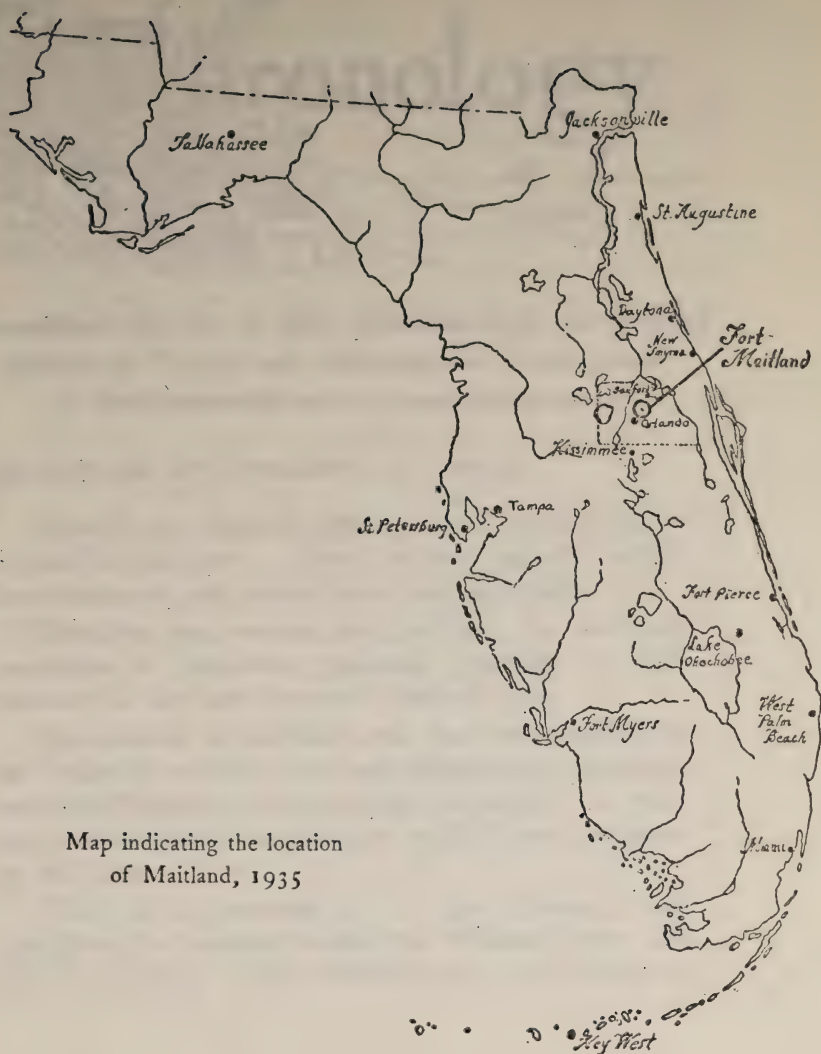 Tallahassee
Jacksonville
St. Augustine
Daytona
New
Smyrna
Fort-
Maitland
Sanford
Orlando
Kissimmee
Tampa
St. Petersburg
Fort Pierce
Lake
Okochobee
West
Palm
Beach
Fort Myers
Map indicating the location
of Maitland, 1935
Miami
Key West